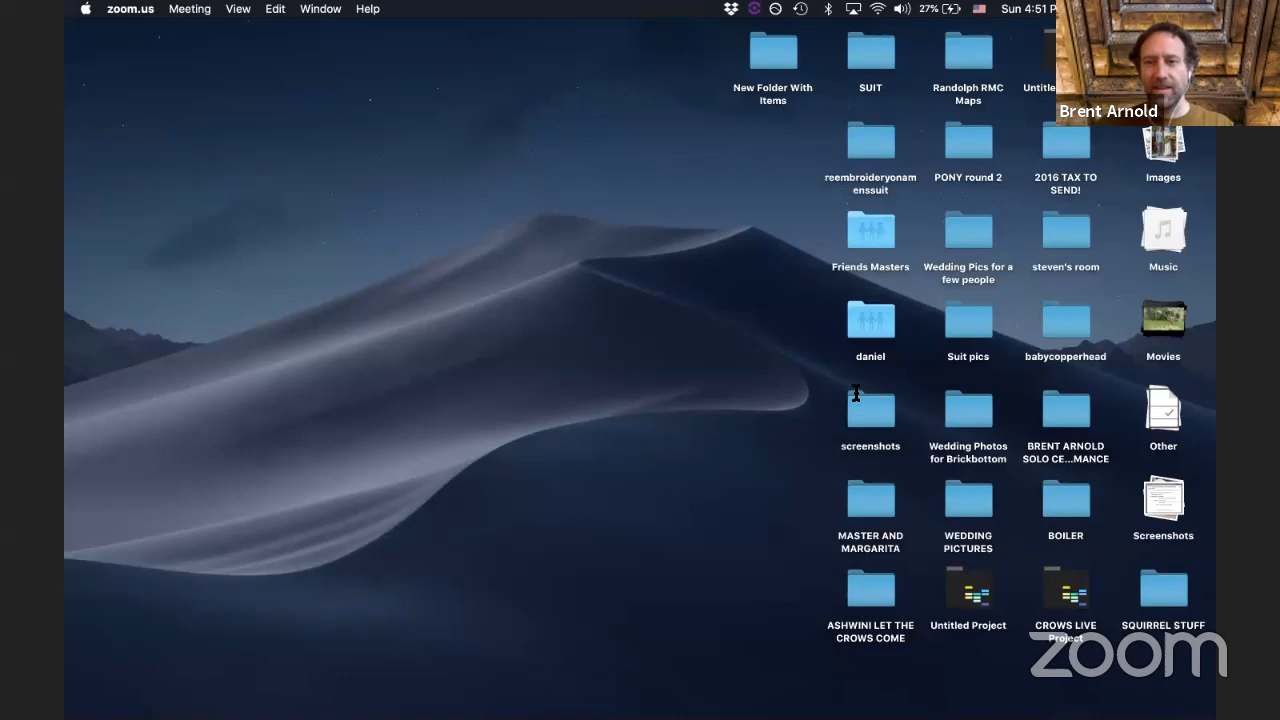 zoom.us Meeting View Edit Window Help 27% Sun 4:51 P
Brent Arnold
New Folder With
Items
SUIT
Randolph RMC
Maps
Untitle
reembroideryonam
enssuit
PONY round 2
2016 TAX TO
SEND!
Images
Friends Masters
Wedding Pics for a
few people
steven's room
Music
daniel
Suit pics
babycopperhead
Movies
screenshots
Wedding Photos
for Brickbottom
BRENT ARNOLD
SOLO CE...MANCE
Other
MASTER AND
MARGARITA
WEDDING
PICTURES
BOILER
Screenshots
ASHWINI LET THE
CROWS COME
Untitled Project
CROWS LIVE
Project
SQUIRREL STUFF
zoom